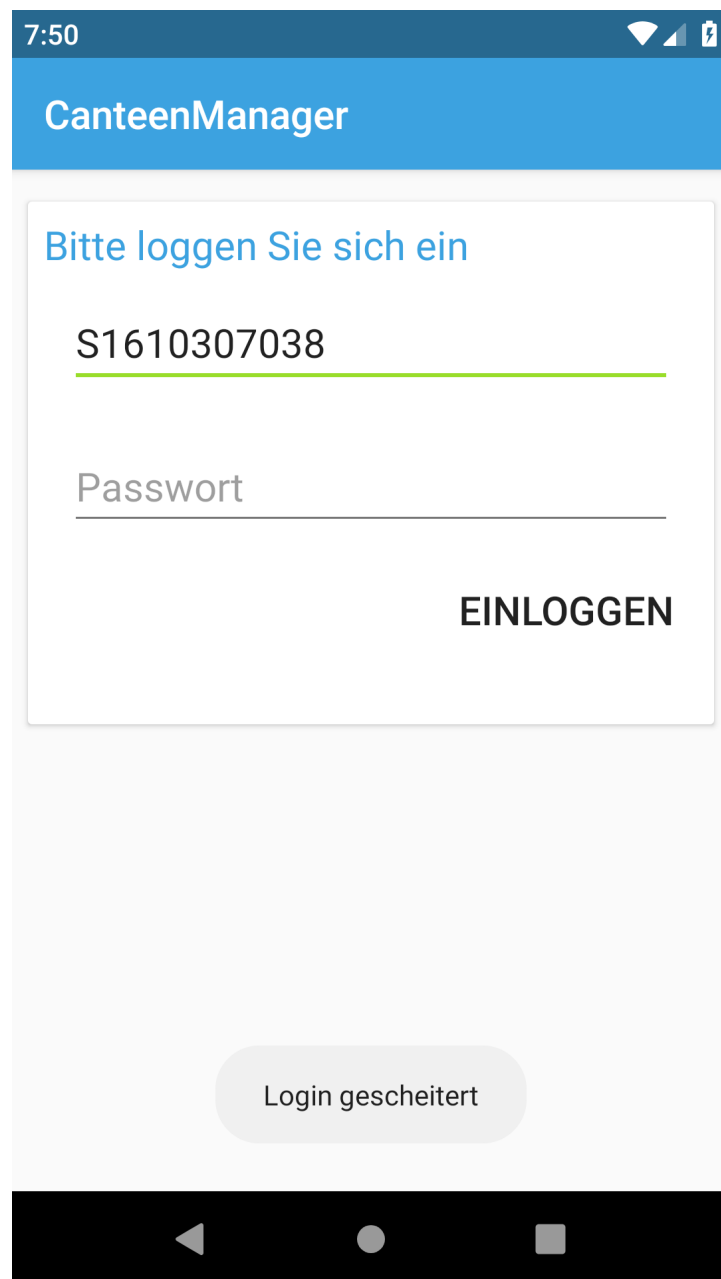 7:50
CanteenManager
Bitte loggen Sie sich ein
S1610307038
Passwort
EINLOGGEN
Login gescheitert